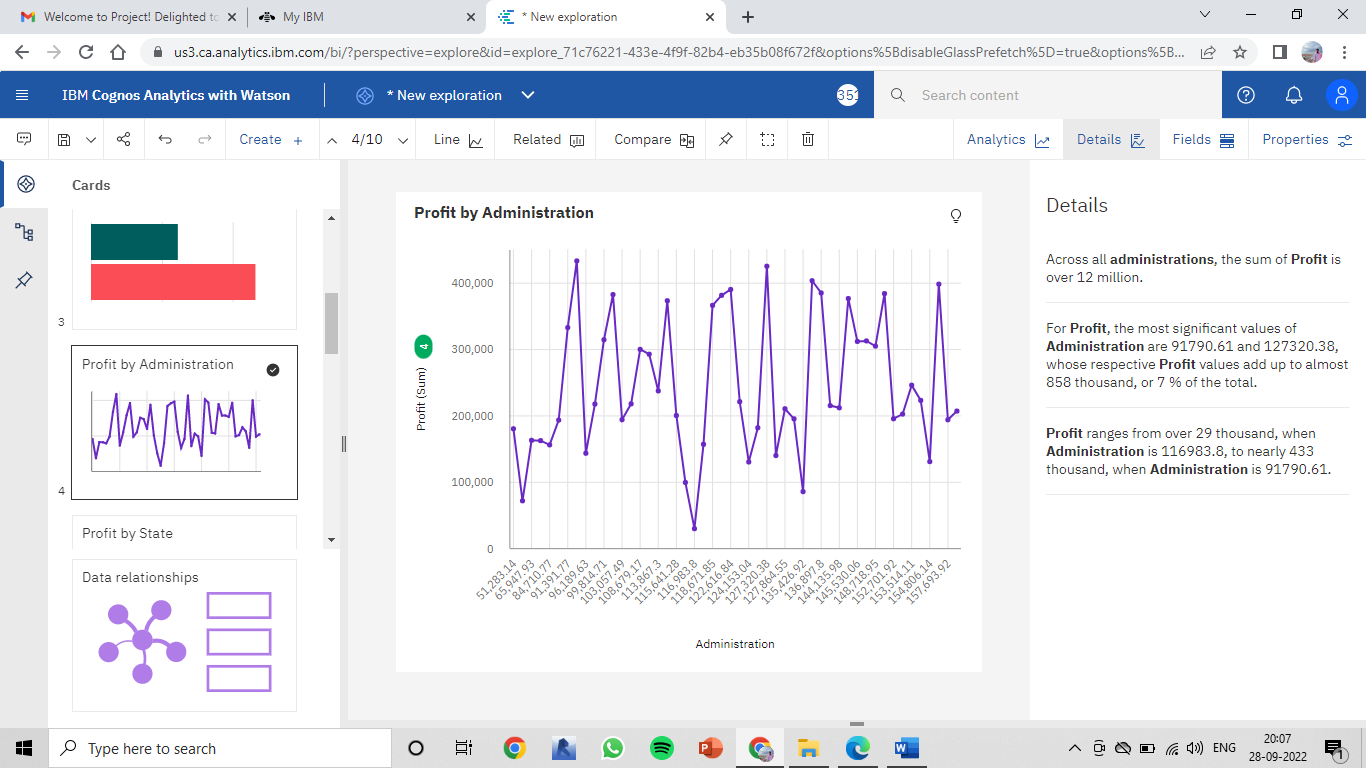 Welcome to Project! Delighted to
My IBM
* New exploration
us3.ca.analytics.ibm.com/bi/?perspective=explore&id=explore_71c76221-433e-4f9f-82b4-eb35b08f672f&options%5BdisableGlassPrefetch%5D=true&options%5B...
IBM Cognos Analytics with Watson
* New exploration
351
Search content
Create +
4/10
Line
Related
Compare
Analytics
Details
Fields
Properties
Cards
3
Profit by Administration
4
Profit by State
Data relationships
Profit by Administration
400,000
300,000
200,000
100,000
0
4
Profit (Sum)
51,283.14
65,947.93
84,710.77
91,391.77
96,189.63
99,814.71
103,057.49
108,679.17
113,867.3
115,641.28
116,983.8
118,671.85
122,616.84
124,153.04
127,320.38
127,864.55
135,426.92
136,897.8
144,135.98
145,530.06
148,718.95
152,701.92
153,514.11
154,806.14
157,693.92
Administration
Details
Across all administrations, the sum of Profit is
over 12 million.
For Profit, the most significant values of
Administration are 91790.61 and 127320.38,
whose respective Profit values add up to almost
858 thousand, or 7 % of the total.
Profit ranges from over 29 thousand, when
Administration is 116983.8, to nearly 433
thousand, when Administration is 91790.61.
Type here to search
ENG
20:07
28-09-2022
1